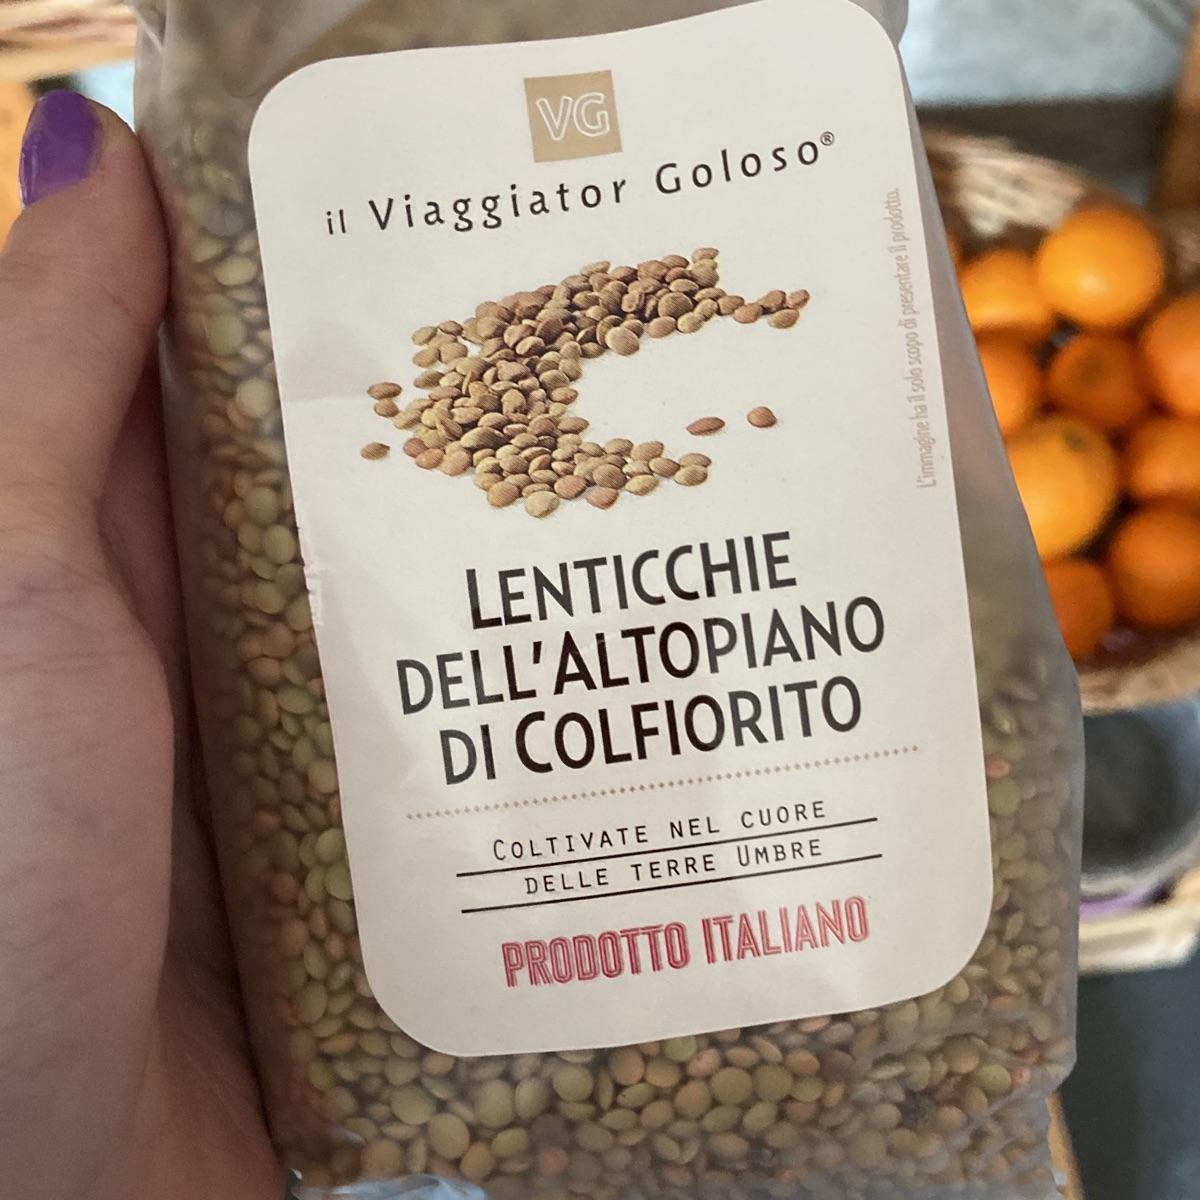 VG
il Viaggiator Goloso®
L'immagine ha il solo scopo di presentare il prodotto.
LENTICCHIE
DELL'ALTOPIANO
DI COLFIORITO
COLTIVATE NEL CUORE
DELLE TERRE UMBRE
PRODOTTO ITALIANO